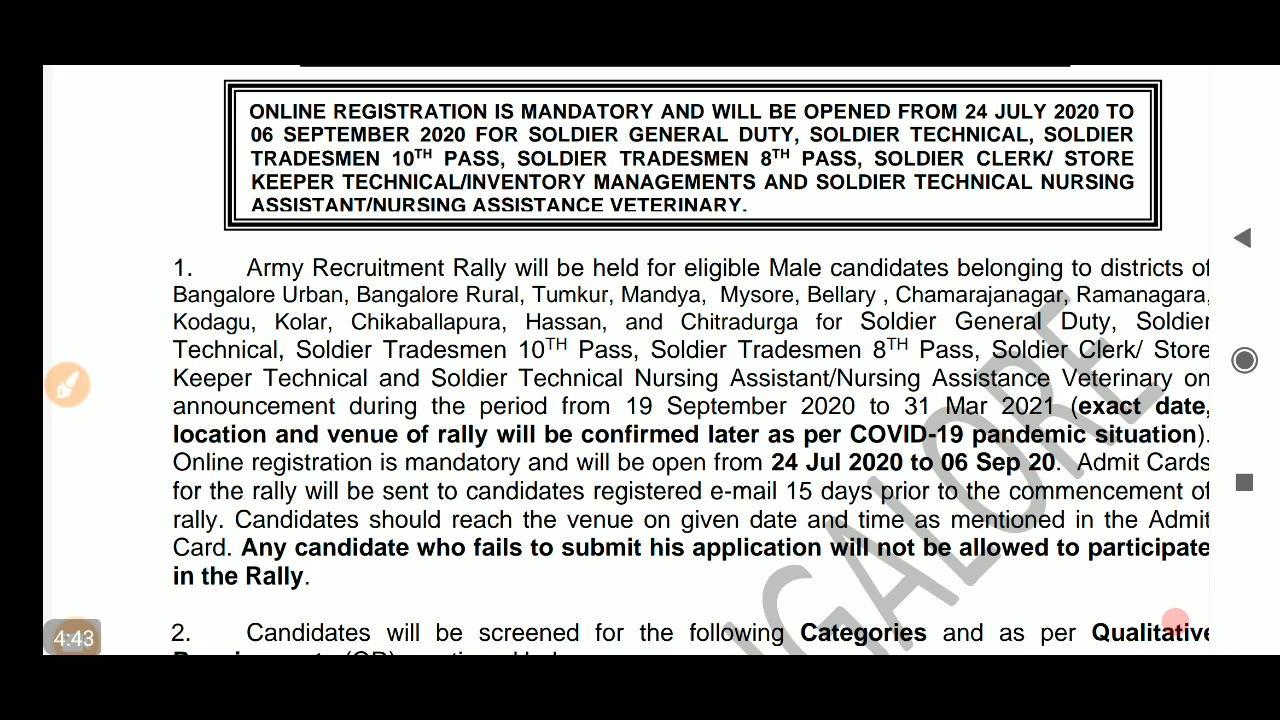 ONLINE REGISTRATION IS MANDATORY AND WILL BE OPENED FROM 24 JULY 2020 TO
06 SEPTEMBER 2020 FOR SOLDIER GENERAL DUTY, SOLDIER TECHNICAL, SOLDIER
TRADESMEN 10TH PASS, SOLDIER TRADESMEN 8TH PASS, SOLDIER CLERK/ STORE
KEEPER TECHNICAL/INVENTORY MANAGEMENTS AND SOLDIER TECHNICAL NURSING
ASSISTANT/NURSING ASSISTANCE VETERINARY.
1. Army Recruitment Rally will be held for eligible Male candidates belonging to districts of
Bangalore Urban, Bangalore Rural, Tumkur, Mandya, Mysore, Bellary , Chamarajanagar, Ramanagara,
Kodagu, Kolar, Chikaballapura, Hassan, and Chitradurga for Soldier General Duty, Soldier
Technical, Soldier Tradesmen 10TH Pass, Soldier Tradesmen 8TH Pass, Soldier Clerk/ Store
Keeper Technical and Soldier Technical Nursing Assistant/Nursing Assistance Veterinary on
announcement during the period from 19 September 2020 to 31 Mar 2021 (exact date,
location and venue of rally will be confirmed later as per COVID-19 pandemic situation).
Online registration is mandatory and will be open from 24 Jul 2020 to 06 Sep 20. Admit Cards
for the rally will be sent to candidates registered e-mail 15 days prior to the commencement of
rally. Candidates should reach the venue on given date and time as mentioned in the Admit
Card. Any candidate who fails to submit his application will not be allowed to participate
in the Rally.
2. Candidates will be screened for the following Categories and as per Qualitative
4:43